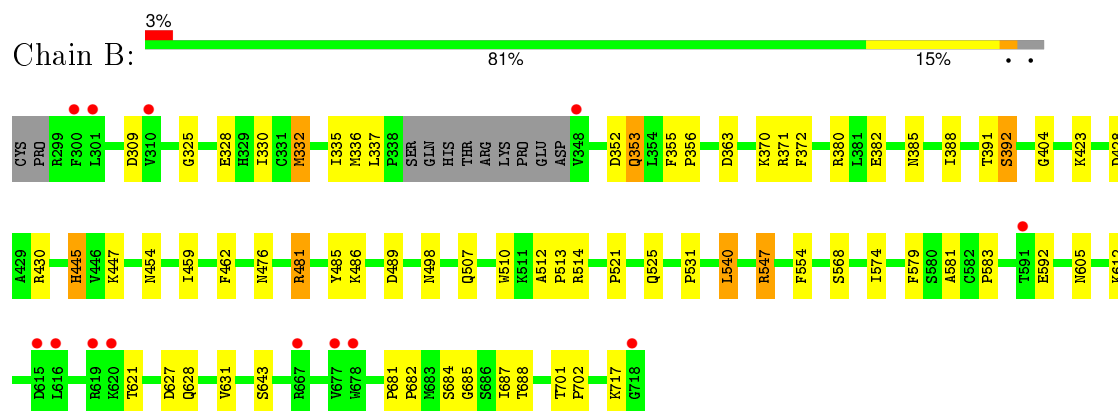 3%
Chain B:
81% 15% • •
CYS PRO R299 F300 L301 D309 V310 G325 E328 H329 I330 C331 M332 I335 M336 L337 P338 SER GLN HIS THR ARG LYS PRO GLU ASP V348 D352 Q353 L354 F355 P356 D363 K370 R371 F372 R380 L381 E382 N385 I388 T391 S392 G404 K423 D428
A429 R430 H445 V446 K447 N454 I459 F462 N476 R481 Y485 K486 D489 N498 Q507 W510 K511 A512 P513 R514 P521 Q525 P531 L540 R547 F554 S568 I574 F579 S580 A581 C582 P583 T591 E592 N605 K612
D615 L616 R619 K620 T621 D627 Q628 V631 S643 R667 V677 W678 P681 P682 M683 S684 G685 S686 I687 T688 T701 P702 K717 G718